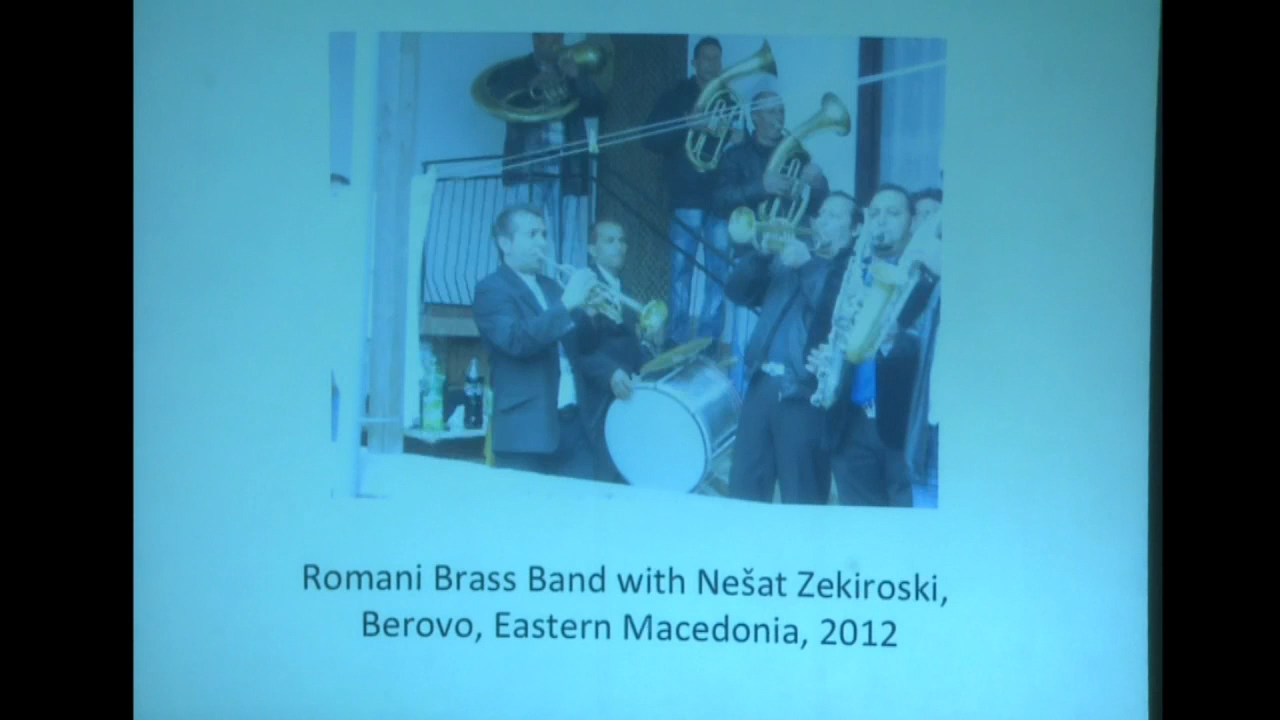 Romani Brass Band with Nešat Zekiroski,
Berovo, Eastern Macedonia, 2012